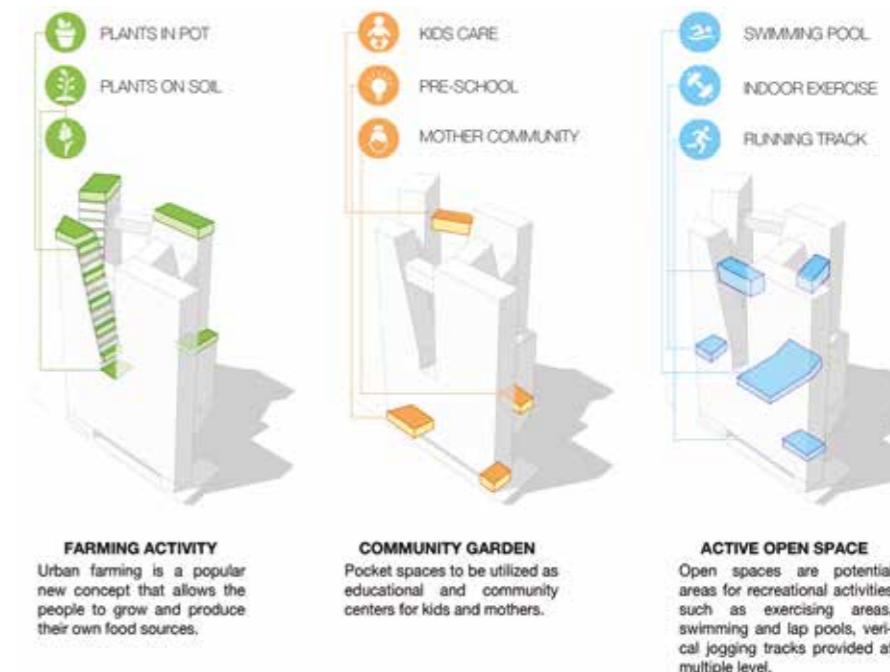 PLANTS IN POT
PLANTS ON SOIL
KIDS CARE
PRE-SCHOOL
MOTHER COMMUNITY
SWIMMING POOL
INDOOR EXERCISE
RUNNING TRACK
FARMING ACTIVITY
Urban farming is a popular
new concept that allows the
people to grow and produce
their own food sources.
COMMUNITY GARDEN
Pocket spaces to be utilized as
educational and community
centers for kids and mothers.
ACTIVE OPEN SPACE
Open spaces are potential
areas for recreational activities
such as exercising areas,
swimming and lap pools, veri-
cal jogging tracks provided at
multiple level.